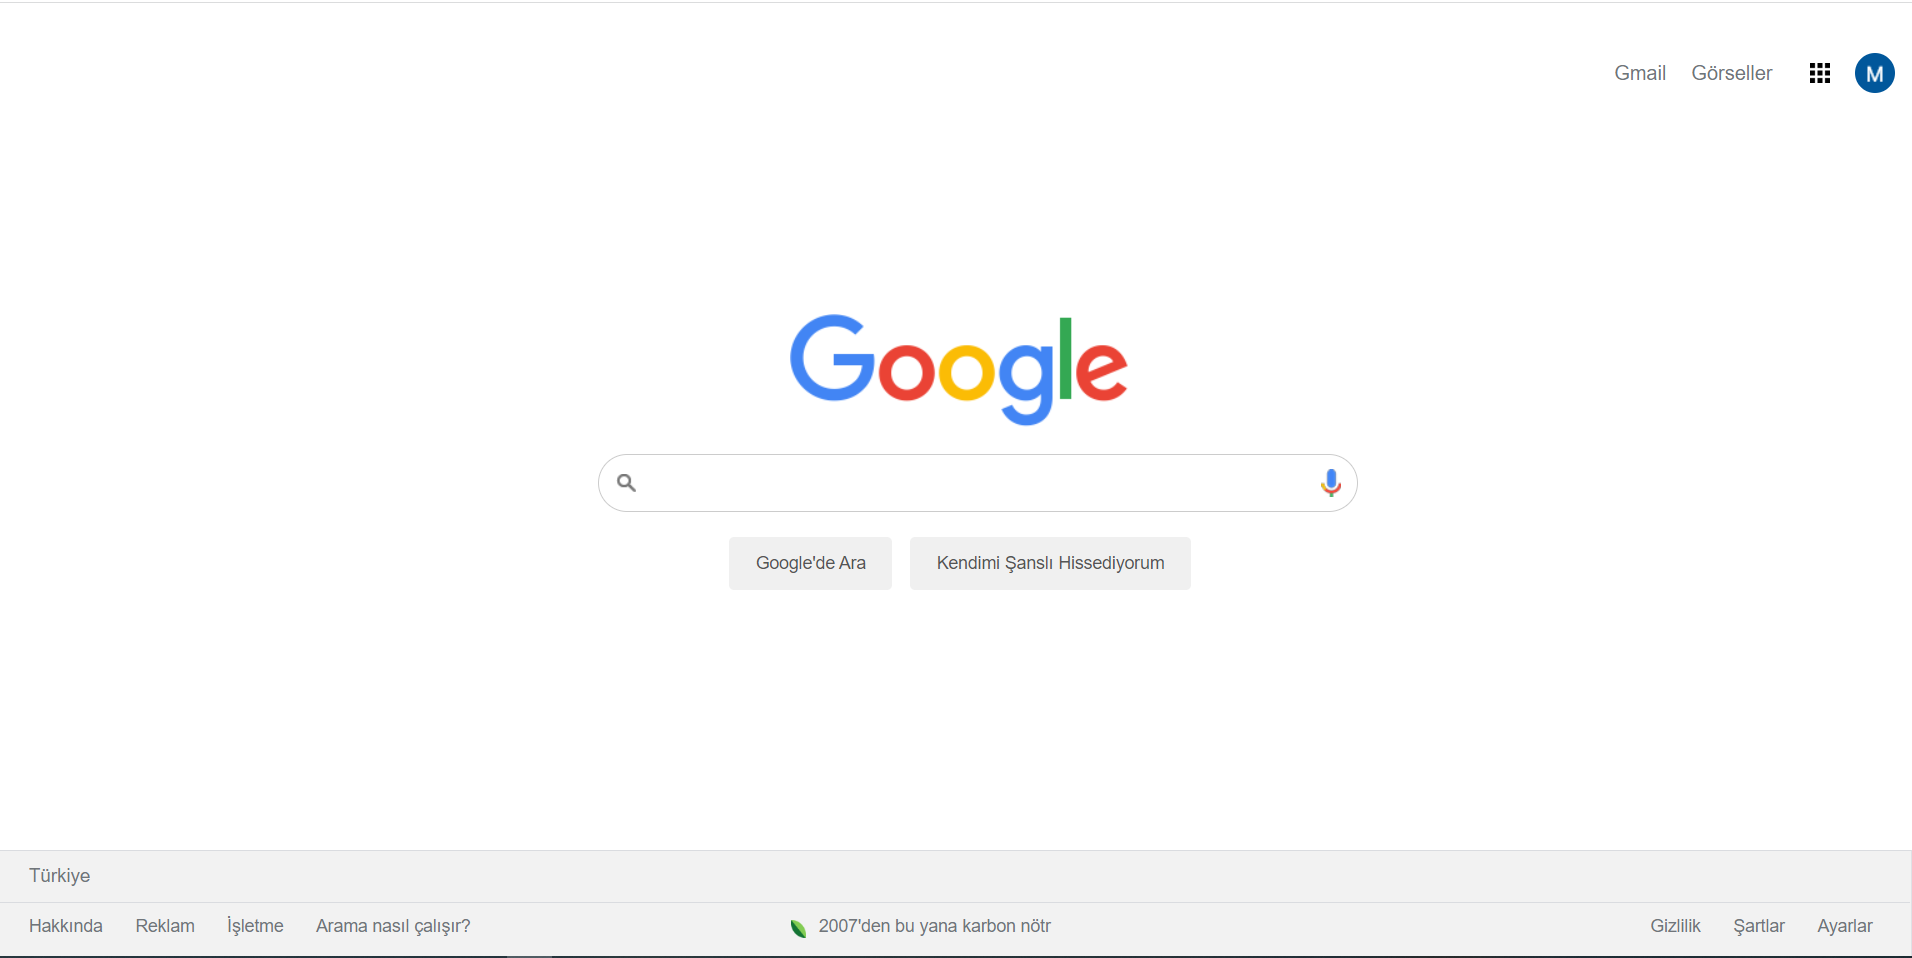 Gmail Görseller M
Google
Google'de Ara Kendimi Şanslı Hissediyorum
Türkiye
Hakkında Reklam İşletme Arama nasıl çalışır? 2007'den bu yana karbon nötr Gizlilik Şartlar Ayarlar